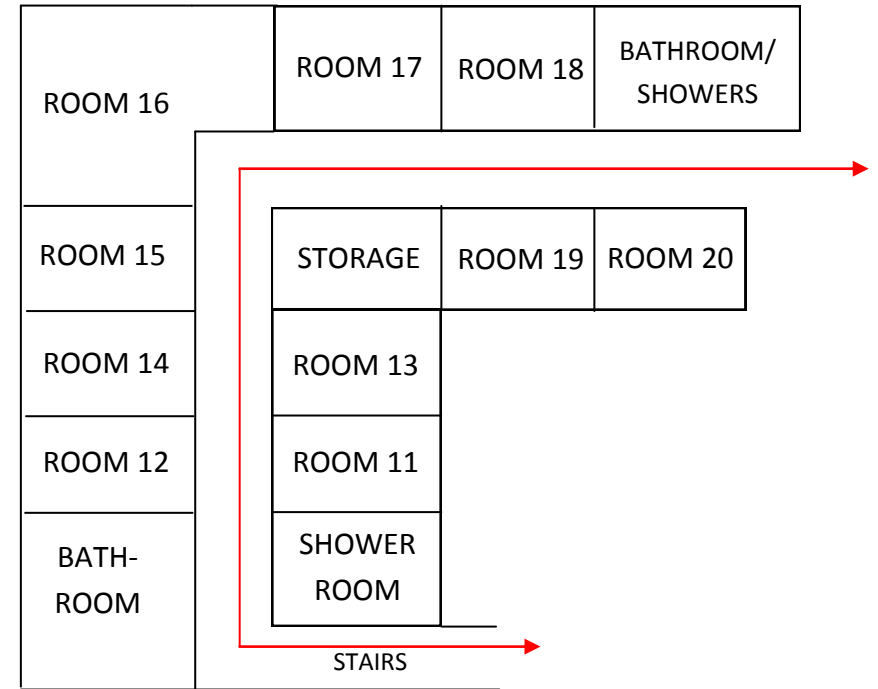 ROOM 16
ROOM 17
ROOM 18
BATHROOM/
SHOWERS
ROOM 15
STORAGE
ROOM 19
ROOM 20
ROOM 14
ROOM 13
ROOM 12
ROOM 11
BATH-
ROOM
SHOWER
ROOM
STAIRS